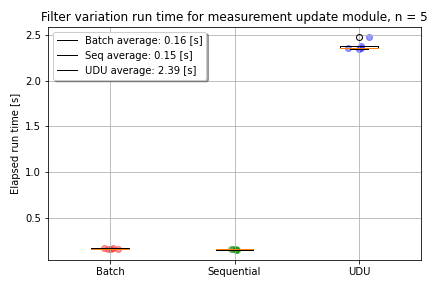 Filter variation run time for measurement update module, n = 5
Batch average: 0.16 [s]
Seq average: 0.15 [s]
UDU average: 2.39 [s]
Elapsed run time [s]
2.5
2.0
1.5
1.0
0.5
Batch Sequential UDU